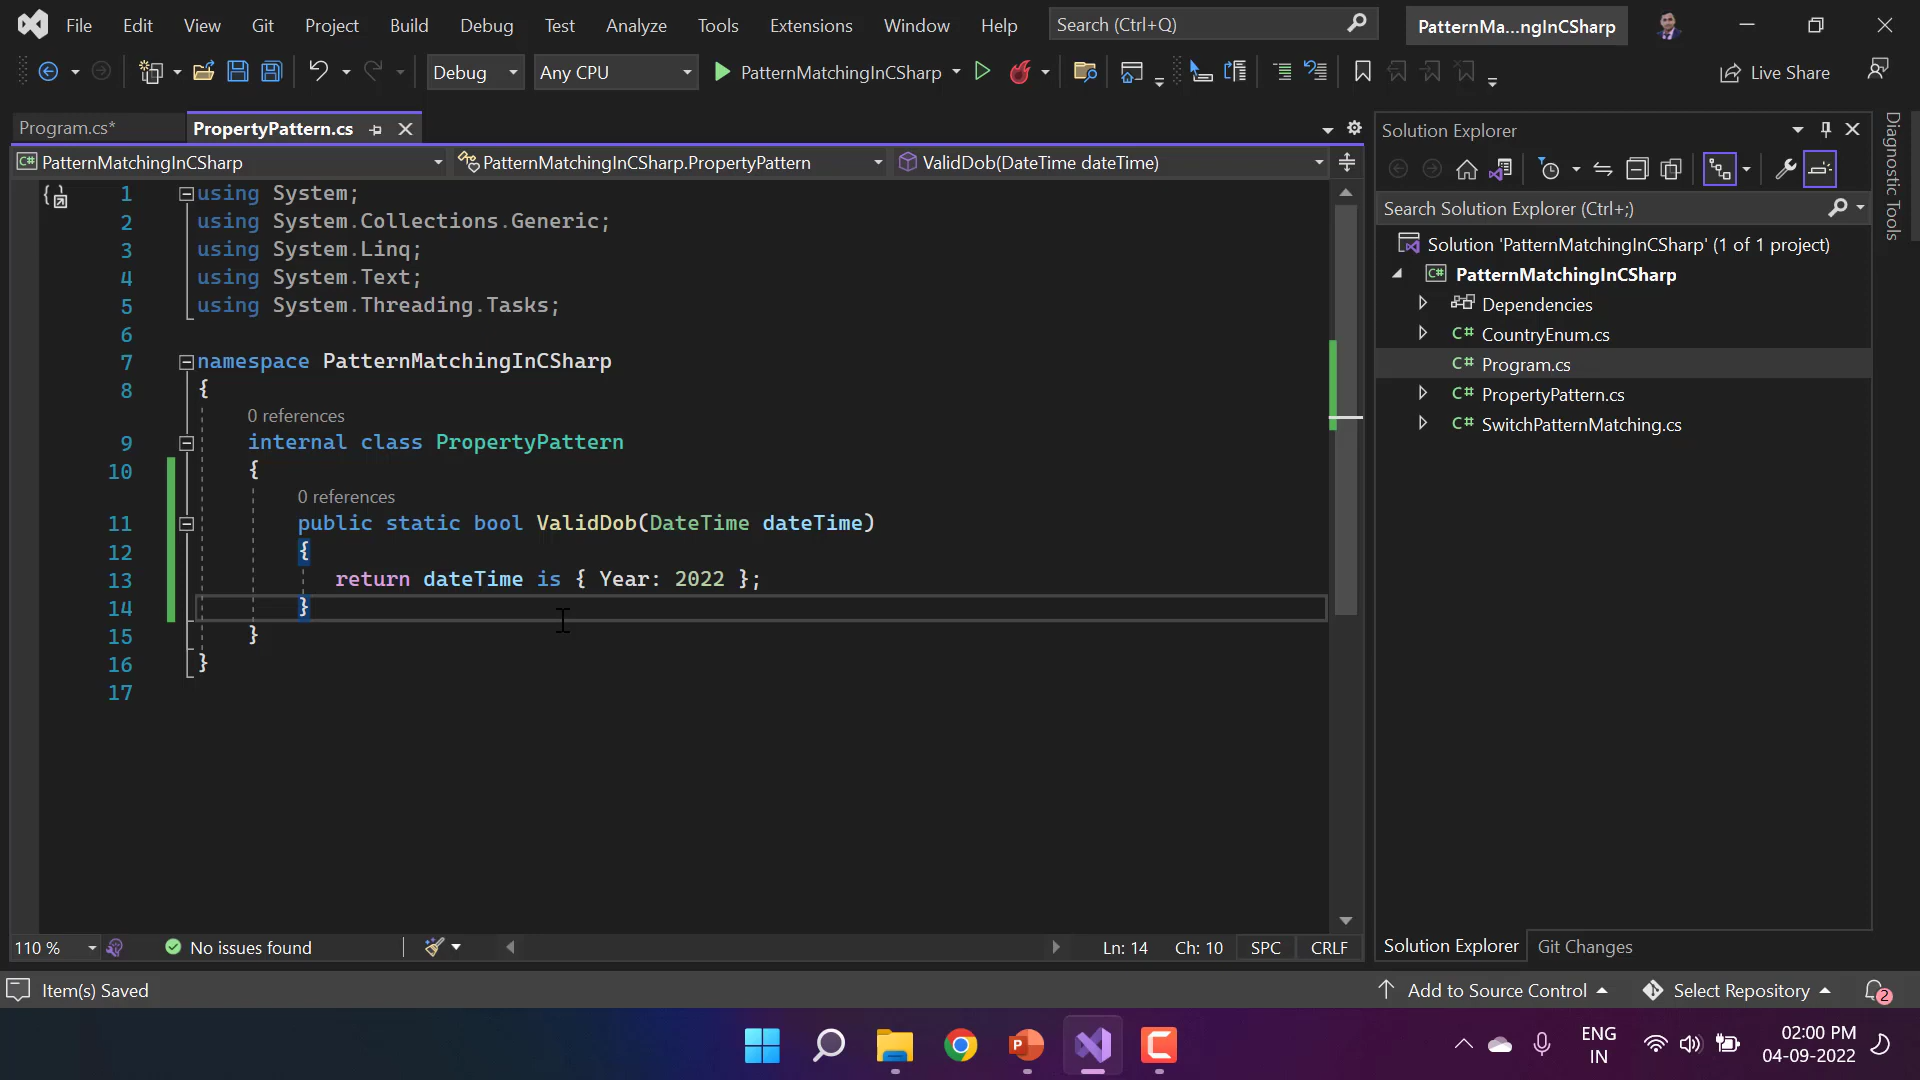 File Edit View Git Project Build Debug Test Analyze Tools Extensions Window Help Search (Ctrl+Q) PatternMa...ngInCSharp
Debug Any CPU PatternMatchingInCSharp Live Share
Program.cs* PropertyPattern.cs
PatternMatchingInCSharp PatternMatchingInCSharp.PropertyPattern ValidDob(DateTime dateTime)
1 using System;
2 using System.Collections.Generic;
3 using System.Linq;
4 using System.Text;
5 using System.Threading.Tasks;
6
7 namespace PatternMatchingInCSharp
8 {
0 references
9 internal class PropertyPattern
10 {
0 references
11 public static bool ValidDob(DateTime dateTime)
12 {
13 return dateTime is { Year: 2022 };
14 }
15 }
16 }
17
110 % No issues found Ln: 14 Ch: 10 SPC CRLF
Solution Explorer
Search Solution Explorer (Ctrl+;)
Solution 'PatternMatchingInCSharp' (1 of 1 project)
C# PatternMatchingInCSharp
Dependencies
C# CountryEnum.cs
C# Program.cs
C# PropertyPattern.cs
C# SwitchPatternMatching.cs
Solution Explorer Git Changes
Diagnostic Tools
Item(s) Saved Add to Source Control Select Repository 2
ENG
IN
02:00 PM
04-09-2022